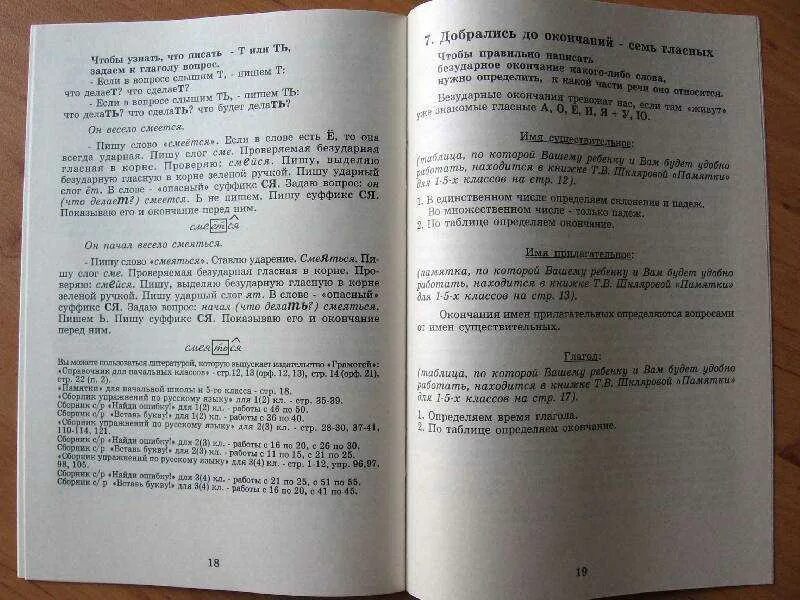 Чтобы узнать, что писать - Т или ТЬ,
задаем к глаголу вопрос.
- Если в вопросе слышим Т, - пишем Т:
что делаеТ? что сделаеТ?
- Если в вопросе слышим ТЬ, - пишем ТЬ:
что делаТЬ? что сделаТЬ? что будет делаТЬ?
Он весело смеется.
- Пишу слово «смеётся». Если в слове есть Ё, то она
всегда ударная. Пишу слог сме. Проверяемая безударная
гласная в корне. Проверяю: смейся. Пишу, выделяю
безударную гласную в корне зеленой ручкой. Пишу ударный
слог ёт. В слове - «опасный» суффикс СЯ. Задаю вопрос: он
(что делаеТ?) смеется. Ь не пишем. Пишу суффикс СЯ.
Показываю его и окончание перед ним.
смеется
Он начал весело смеяться.
- Пишу слово «смеяться». Ставлю ударение. СмеЯться. Пи-
шу слог сме. Проверяемая безударная гласная в корне. Прове-
ряю: смейся. Пишу, выделяю безударную гласную в корне
зеленой ручкой. Пишу ударный слог ят. В слове - «опасный»
суффикс СЯ. Задаю вопрос: начал (что делаТЬ?) смеяться.
Пишем Ь. Пишу суффикс СЯ. Показываю его и окончание
перед ним.
смеяться
Вы можете пользоваться литературой, которую выпускает издательство «Грамотей»:
«Справочник для начальных классов» - стр.12, 13 (орф. 12, 13), стр. 14 (орф. 21),
стр. 22 (п. 2).
«Памятки» для начальной школы и 5-го класса - стр. 18.
«Сборник упражнений по русскому языку» для 1(2) кл. - стр. 35-39.
Сборник с/р «Найди ошибку!» для 1(2) кл. - работы с 46 по 50.
Сборник с/р «Вставь букву!» для 1(2) кл. - работы с 36 по 40.
«Сборник упражнений по русскому языку» для 2(3) кл. - стр. 28-30, 37-41,
110-114, 121.
Сборник с/р «Найди ошибку!» для 2(3) кл. - работы с 16 по 20, с 26 по 30.
Сборник с/р «Вставь букву!» для 2(3) кл. - работы с 11 по 15, с 21 по 25.
«Сборник упражнений по русскому языку» для 3(4) кл. - стр. 1-12, упр. 96,97,
98, 105.
Сборник с/р «Найди ошибку!» для 3(4) кл. - работы с 21 по 25, с 51 по 55.
Сборник с/р «Вставь букву!» для 3(4) кл. - работы с 16 по 20, с 41 по 45.
18
7. Добрались до окончаний - семь гласных
Чтобы правильно написать
безударное окончание какого-либо слова,
нужно определить, к какой части речи оно относится.
Безударные окончания тревожат нас, если там «живут»
уже знакомые гласные А, О, Ё, И, Я + У, Ю.
Имя существительное:
(таблица, по которой Вашему ребенку и Вам будет удобно
работать, находится в книжке Т.В. Шкляровой «Памятки»
для 1-5-х классов на стр. 12).
1. В единственном числе определяем склонение и падеж.
Во множественном числе - только падеж.
2. По таблице определяем окончание.
Имя прилагательное:
(памятка, по которой Вашему ребенку и Вам будет удобно
работать, находится в книжке Т.В. Шкляровой «Памятки»
для 1-5-х классов на стр. 13).
Окончания имен прилагательных определяются вопросами
от имен существительных.
Глагол:
(таблица, по которой Вашему ребенку и Вам будет удобно
работать, находится в книжке Т.В. Шкляровой «Памятки»
для 1-5-х классов на стр. 17).
1. Определяем время глагола.
2. По таблице определяем окончание.
19